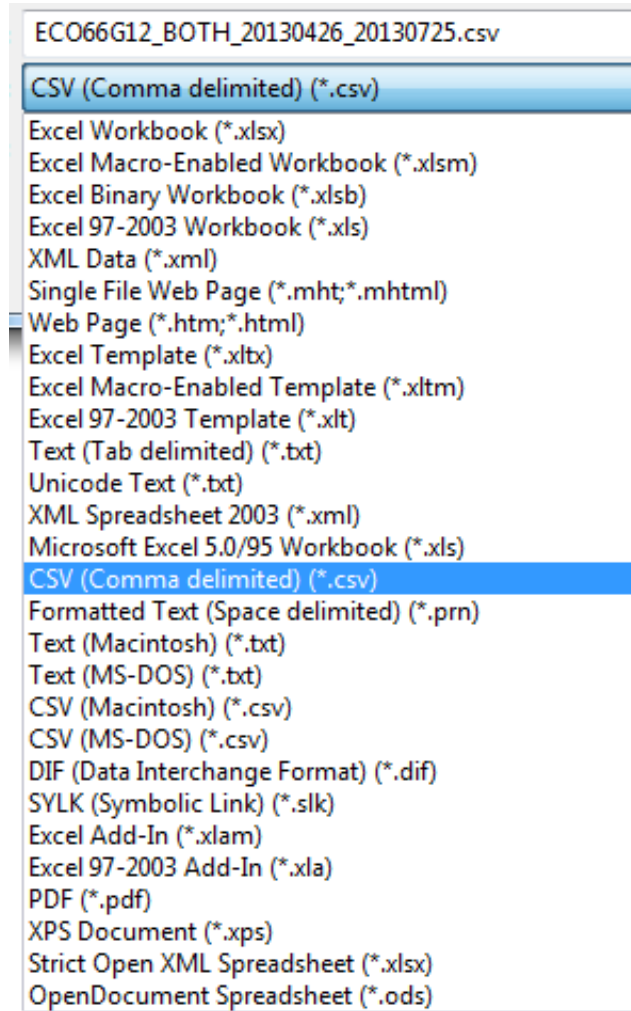 ECO66G12_BOTH_20130426_20130725.csv
CSV (Comma delimited) (*.csv)
Excel Workbook (*.xlsx)
Excel Macro-Enabled Workbook (*.xlsm)
Excel Binary Workbook (*.xlsb)
Excel 97-2003 Workbook (*.xls)
XML Data (*.xml)
Single File Web Page (*.mht;*.mhtml)
Web Page (*.htm;*.html)
Excel Template (*.xltx)
Excel Macro-Enabled Template (*.xltm)
Excel 97-2003 Template (*.xlt)
Text (Tab delimited) (*.txt)
Unicode Text (*.txt)
XML Spreadsheet 2003 (*.xml)
Microsoft Excel 5.0/95 Workbook (*.xls)
CSV (Comma delimited) (*.csv)
Formatted Text (Space delimited) (*.prn)
Text (Macintosh) (*.txt)
Text (MS-DOS) (*.txt)
CSV (Macintosh) (*.csv)
CSV (MS-DOS) (*.csv)
DIF (Data Interchange Format) (*.dif)
SYLK (Symbolic Link) (*.slk)
Excel Add-In (*.xlam)
Excel 97-2003 Add-In (*.xla)
PDF (*.pdf)
XPS Document (*.xps)
Strict Open XML Spreadsheet (*.xlsx)
OpenDocument Spreadsheet (*.ods)